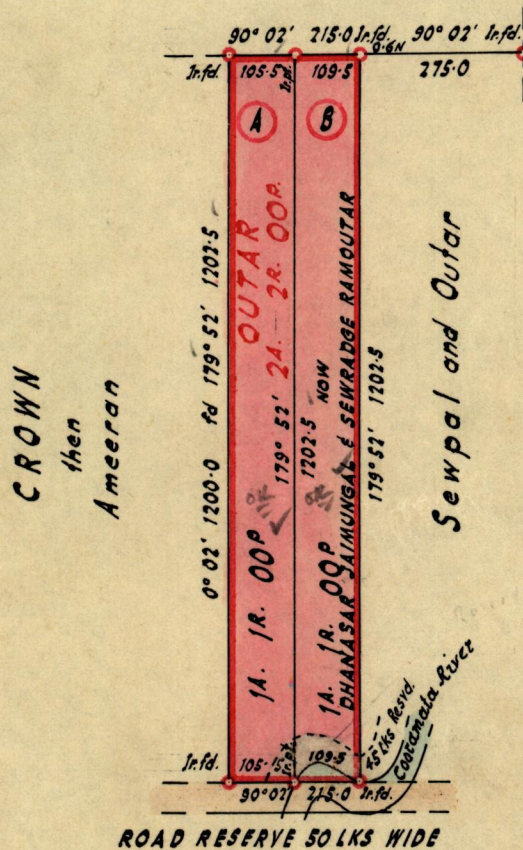 90° 02' 215.0 Ir.fd. 90° 02' Ir.fd.
0.6N
Ir.fd. 105.5 Ir.pt. 109.5 275.0
A B
CROWN
then
Ameeran
0° 02' 1200.0 fd 179° 52' 1202.5
OUTAR
2A. 2R. 00P.
1A. 1R. 00P
179° 52'
1202.5
NOW
1A. 1R. 00P
DHANASAR JAIMUNGAL & SEWRADGE RAMOUTAR
179° 52' 1202.5
Sewpal and Outar
45 LKS Resvd.
Ir.fd. 105.5 Ir.pt. 109.5
90° 02' 215.0 Ir.fd.
ROAD RESERVE 50 LKS WIDE